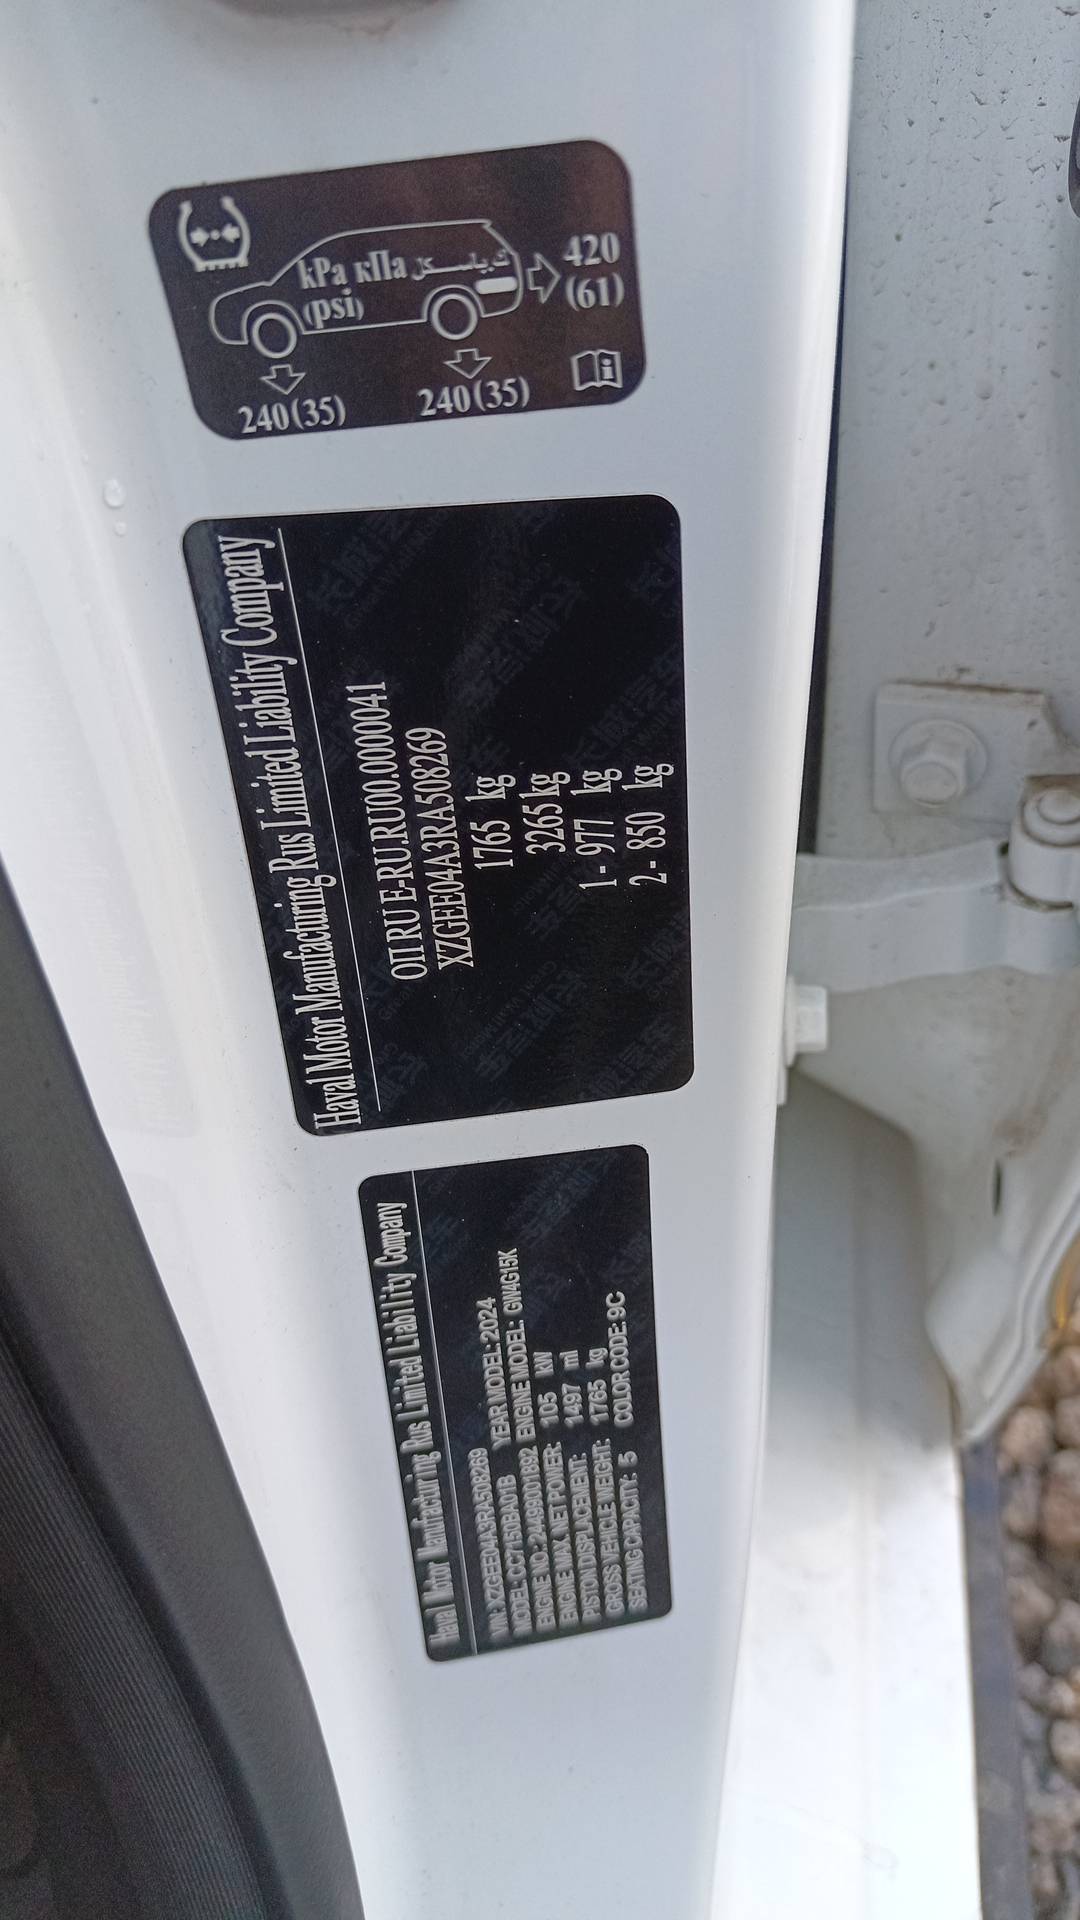 kPa кПа كيلوباسكال
(psi)
420
(61)
240(35)
240(35)
Haval Motor Manufacturing Rus Limited Liability Company
ОП RU E-RU.RU00.0000041
XZGEE04A3RA508269
1765 kg
3265 kg
1 - 977 kg
2 - 850 kg
Haval Motor Manufacturing Rus Limited Liability Company
VIN: XZGEE04A3RA508269
MODEL: CC7150BA01B YEAR MODEL: 2024
ENGINE NO.: 24499001892 ENGINE MODEL: GW4G15K
ENGINE MAX. NET POWER: 105 kW
PISTON DISPLACEMENT: 1497 ml
GROSS VEHICLE WEIGHT: 1765 kg
SEATING CAPACITY: 5 COLOR CODE: 9C